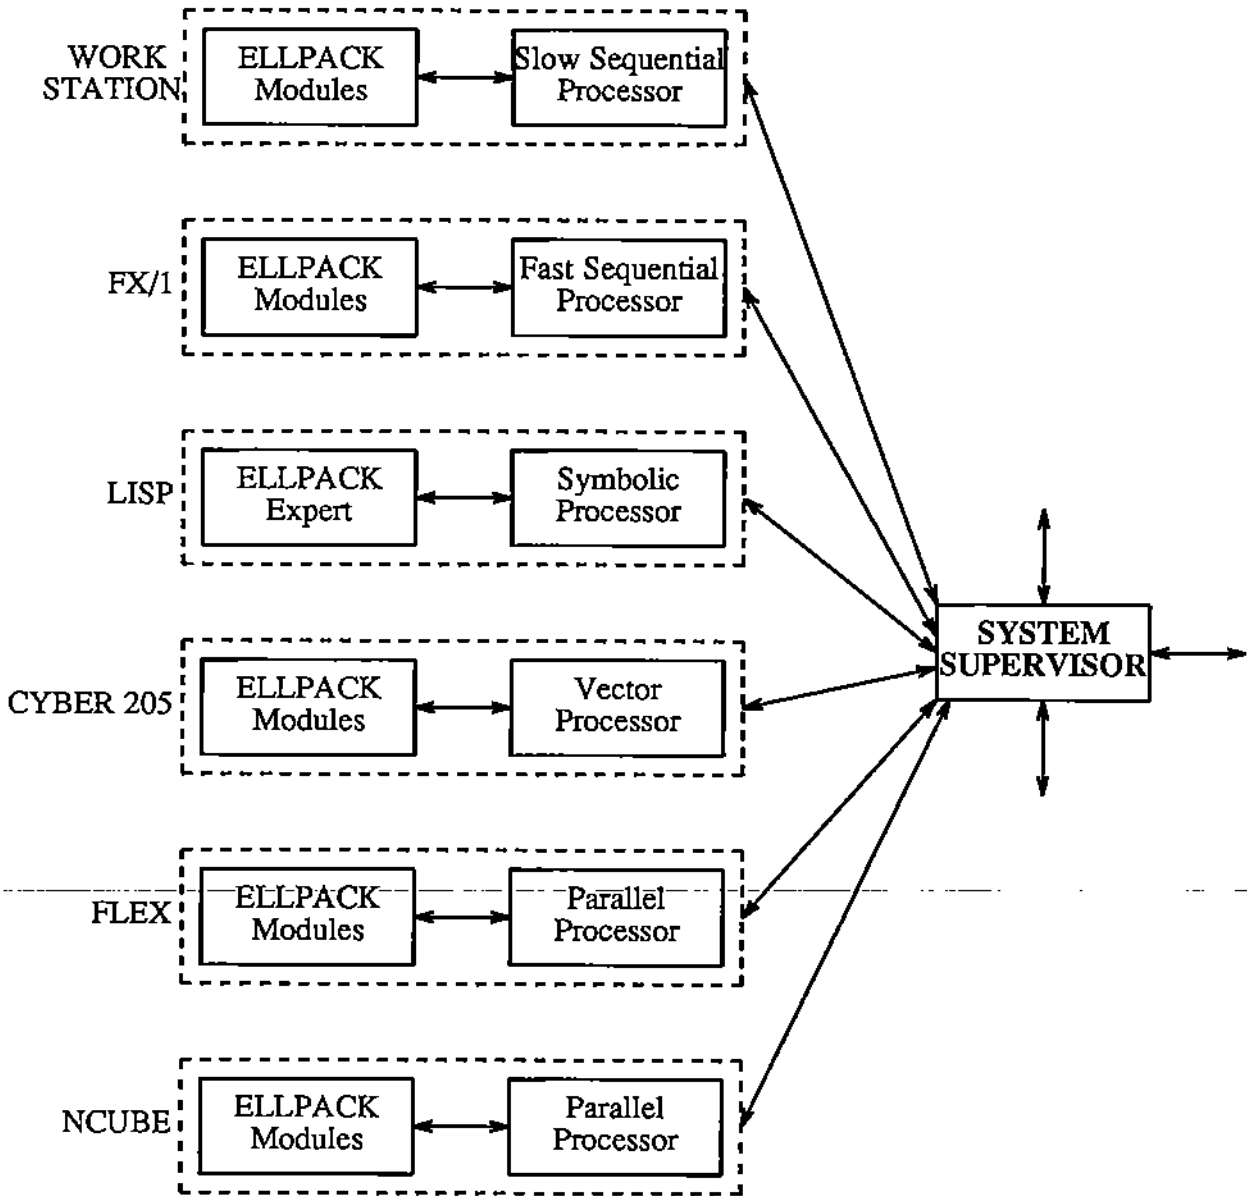 WORK
STATION
ELLPACK
Modules
Slow Sequential
Processor
FX/1
ELLPACK
Modules
Fast Sequential
Processor
LISP
ELLPACK
Expert
Symbolic
Processor
SYSTEM
SUPERVISOR
CYBER 205
ELLPACK
Modules
Vector
Processor
FLEX
ELLPACK
Modules
Parallel
Processor
NCUBE
ELLPACK
Modules
Parallel
Processor